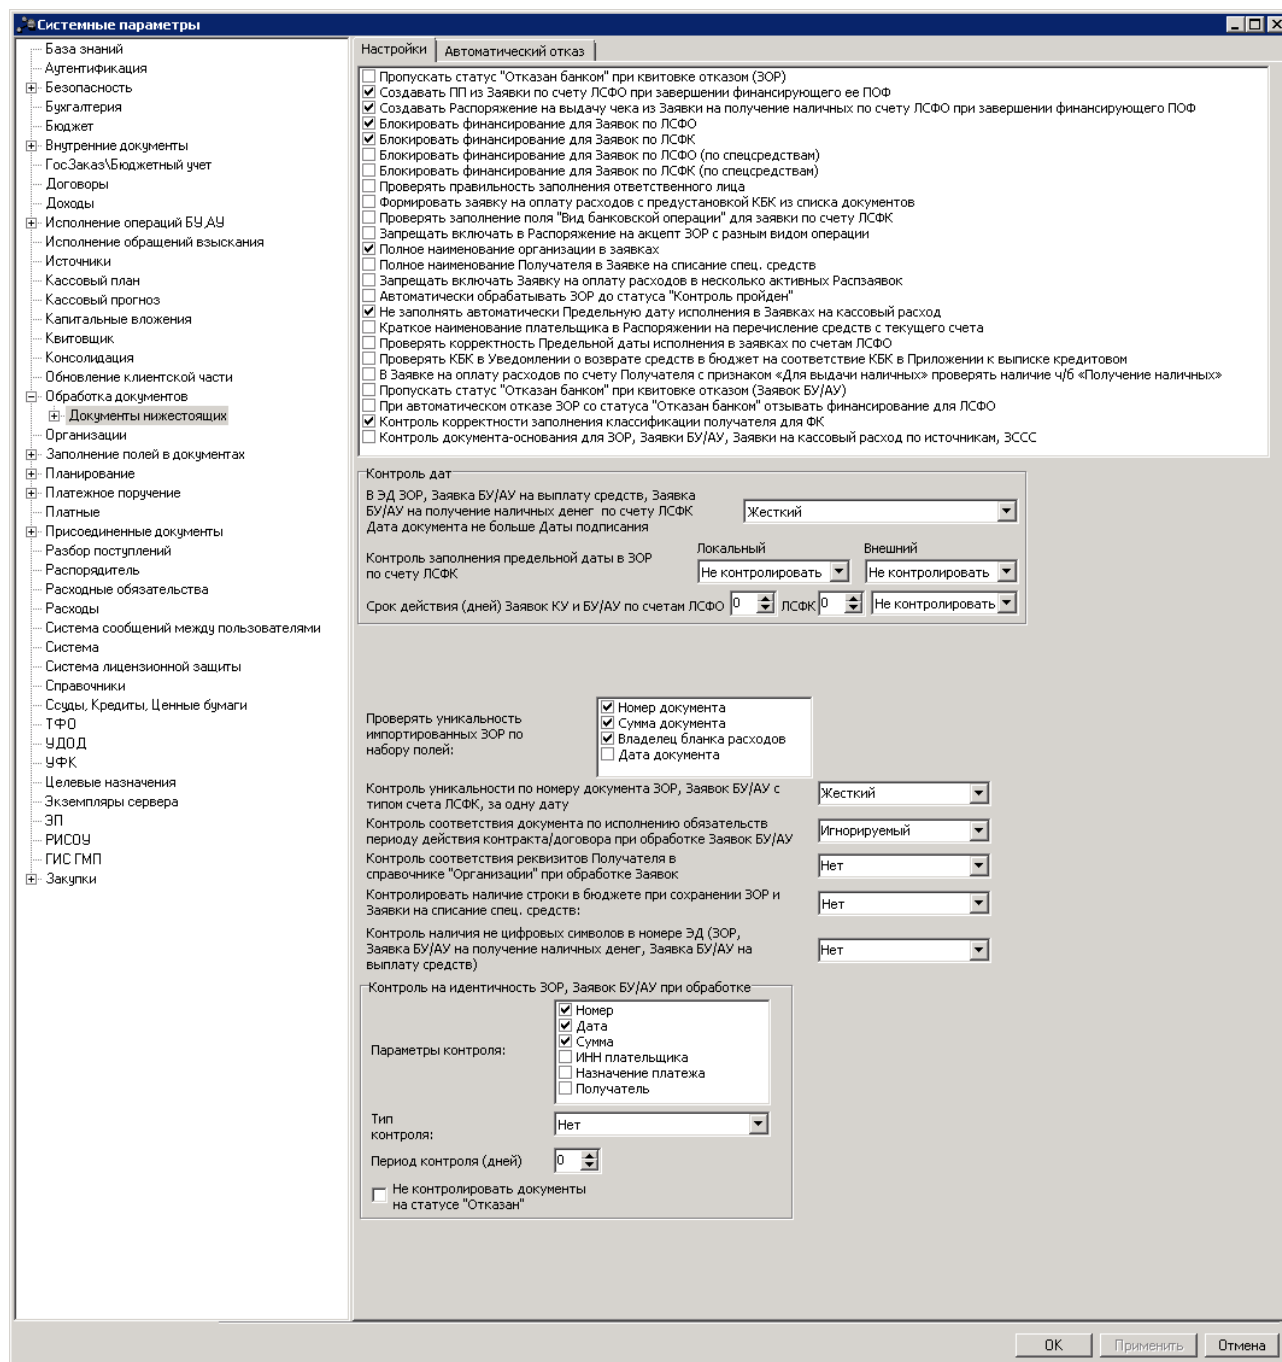 Системные параметры
База знаний
Аутентификация
Безопасность
Бухгалтерия
Бюджет
Внутренние документы
ГосЗаказ\Бюджетный учет
Договоры
Доходы
Исполнение операций БУ,АУ
Исполнение обращений взыскания
Источники
Кассовый план
Кассовый прогноз
Капитальные вложения
Квитовщик
Консолидация
Обновление клиентской части
Обработка документов
Документы нижестоящих
Организации
Заполнение полей в документах
Планирование
Платежное поручение
Платные
Присоединенные документы
Разбор поступлений
Распорядитель
Расходные обязательства
Расходы
Система сообщений между пользователями
Система
Система лицензионной защиты
Справочники
Ссуды, Кредиты, Ценные бумаги
ТФО
УДОД
УФК
Целевые назначения
Экземпляры сервера
ЭП
РИСОУ
ГИС ГМП
Закупки
Настройки
Автоматический отказ
Пропускать статус "Отказан банком" при квитовке отказом (ЗОР)
Создавать ПП из Заявки по счету ЛСФО при завершении финансирующего ее ПОФ
Создавать Распоряжение на выдачу чека из Заявки на получение наличных по счету ЛСФО при завершении финансирующего ПОФ
Блокировать финансирование для Заявок по ЛСФО
Блокировать финансирование для Заявок по ЛСФК
Блокировать финансирование для Заявок по ЛСФО (по спецсредствам)
Блокировать финансирование для Заявок по ЛСФК (по спецсредствам)
Проверять правильность заполнения ответственного лица
Формировать заявку на оплату расходов с предустановкой КБК из списка документов
Проверять заполнение поля "Вид банковской операции" для заявки по счету ЛСФК
Запрещать включать в Распоряжение на акцепт ЗОР с разным видом операции
Полное наименование организации в заявках
Полное наименование Получателя в Заявке на списание спец. средств
Запрещать включать Заявку на оплату расходов в несколько активных Распзаявок
Автоматически обрабатывать ЗОР до статуса "Контроль пройден"
Не заполнять автоматически Предельную дату исполнения в Заявках на кассовый расход
Краткое наименование плательщика в Распоряжении на перечисление средств с текущего счета
Проверять корректность Предельной даты исполнения в заявках по счетам ЛСФО
Проверять КБК в Уведомлении о возврате средств в бюджет на соответствие КБК в Приложении к выписке кредитовом
В Заявке на оплату расходов по счету Получателя с признаком «Для выдачи наличных» проверять наличие ч/б «Получение наличных»
Пропускать статус "Отказан банком" при квитовке отказом (Заявок БУ/АУ)
При автоматическом отказе ЗОР со статуса "Отказан банком" отзывать финансирование для ЛСФО
Контроль корректности заполнения классификации получателя для ФК
Контроль документа-основания для ЗОР, Заявки БУ/АУ, Заявки на кассовый расход по источникам, ЗССС
Контроль дат
В ЭД ЗОР, Заявка БУ/АУ на выплату средств, Заявка
БУ/АУ на получение наличных денег по счету ЛСФК
Дата документа не больше Даты подписания
Жесткий
Локальный
Внешний
Контроль заполнения предельной даты в ЗОР
по счету ЛСФК
Не контролировать
Не контролировать
Срок действия (дней) Заявок КУ и БУ/АУ по счетам ЛСФО 0 ЛСФК 0 Не контролировать
Проверять уникальность
импортированных ЗОР по
набору полей:
Номер документа
Сумма документа
Владелец бланка расходов
Дата документа
Контроль уникальности по номеру документа ЗОР, Заявок БУ/АУ с
типом счета ЛСФК, за одну дату
Жесткий
Контроль соответствия документа по исполнению обязательств
периоду действия контракта/договора при обработке Заявок БУ/АУ
Игнорируемый
Контроль соответствия реквизитов Получателя в
справочнике "Организации" при обработке Заявок
Нет
Контролировать наличие строки в бюджете при сохранении ЗОР и
Заявки на списание спец. средств:
Нет
Контроль наличия не цифровых символов в номере ЭД (ЗОР,
Заявка БУ/АУ на получение наличных денег, Заявка БУ/АУ на
выплату средств)
Нет
Контроль на идентичность ЗОР, Заявок БУ/АУ при обработке
Параметры контроля:
Номер
Дата
Сумма
ИНН плательщика
Назначение платежа
Получатель
Тип
контроля:
Нет
Период контроля (дней) 0
Не контролировать документы
на статусе "Отказан"
OK
Применить
Отмена